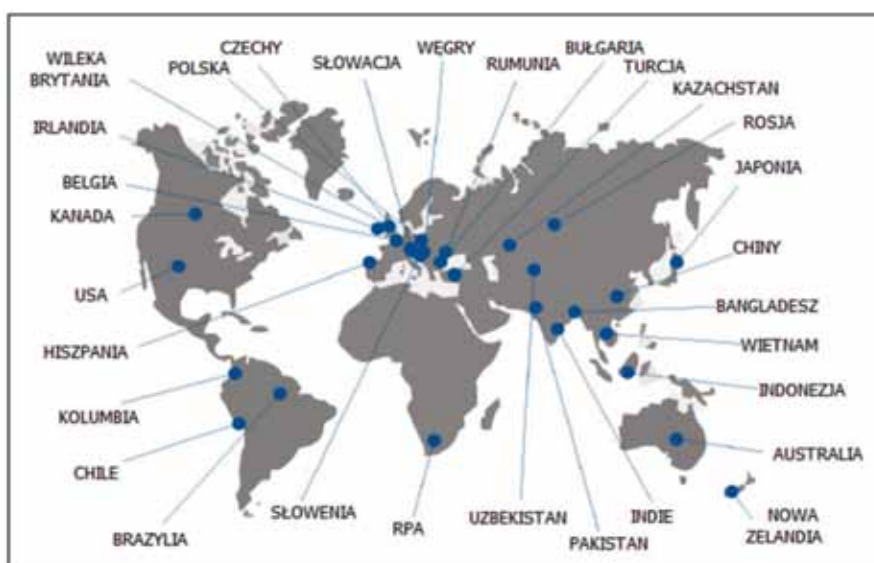 CZECHY
WĘGRY
BUŁGARIA
WILEKA
BRYTANIA
POLSKA
SŁOWACJA
RUMUNIA
TURCJA
KAZACHSTAN
IRLANDIA
ROSJA
BELGIA
JAPONIA
KANADA
CHINY
USA
BANGLADESZ
HISZPANIA
WIETNAM
INDONEZJA
KOLUMBIA
CHILE
AUSTRALIA
SŁOWENIA
RPA
UZBEKISTAN
INDIE
NOWA
ZELANDIA
BRAZYLIA
PAKISTAN